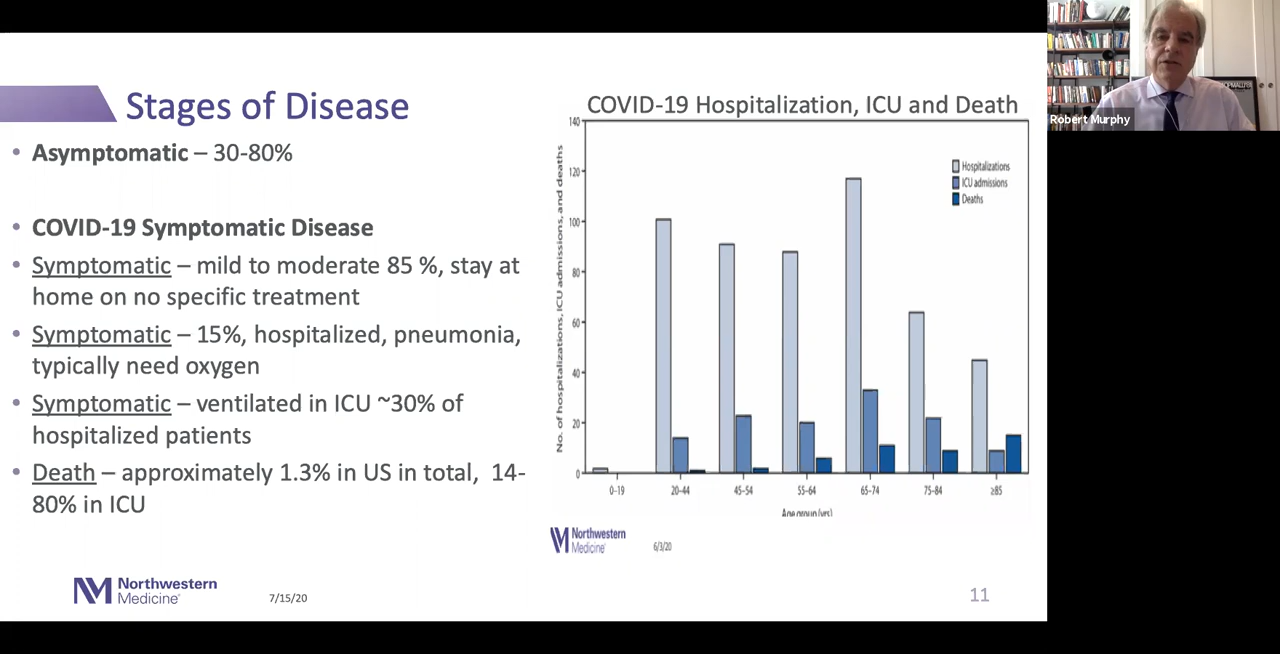 Stages of Disease
• Asymptomatic – 30-80%
• COVID-19 Symptomatic Disease
• Symptomatic – mild to moderate 85 %, stay at
home on no specific treatment
• Symptomatic – 15%, hospitalized, pneumonia,
typically need oxygen
• Symptomatic – ventilated in ICU ~30% of
hospitalized patients
• Death – approximately 1.3% in US in total, 14-
80% in ICU
COVID-19 Hospitalization, ICU and Death
No. of hospitalizations, ICU admissions, and deaths
140
120
100
80
60
40
20
0
Hospitalizations
ICU admissions
Deaths
0-19 20-44 45-54 55-64 65-74 75-84 ≥85
Age group (yrs)
Northwestern
Medicine
6/3/20
Northwestern
Medicine
7/15/20
11
Robert Murphy